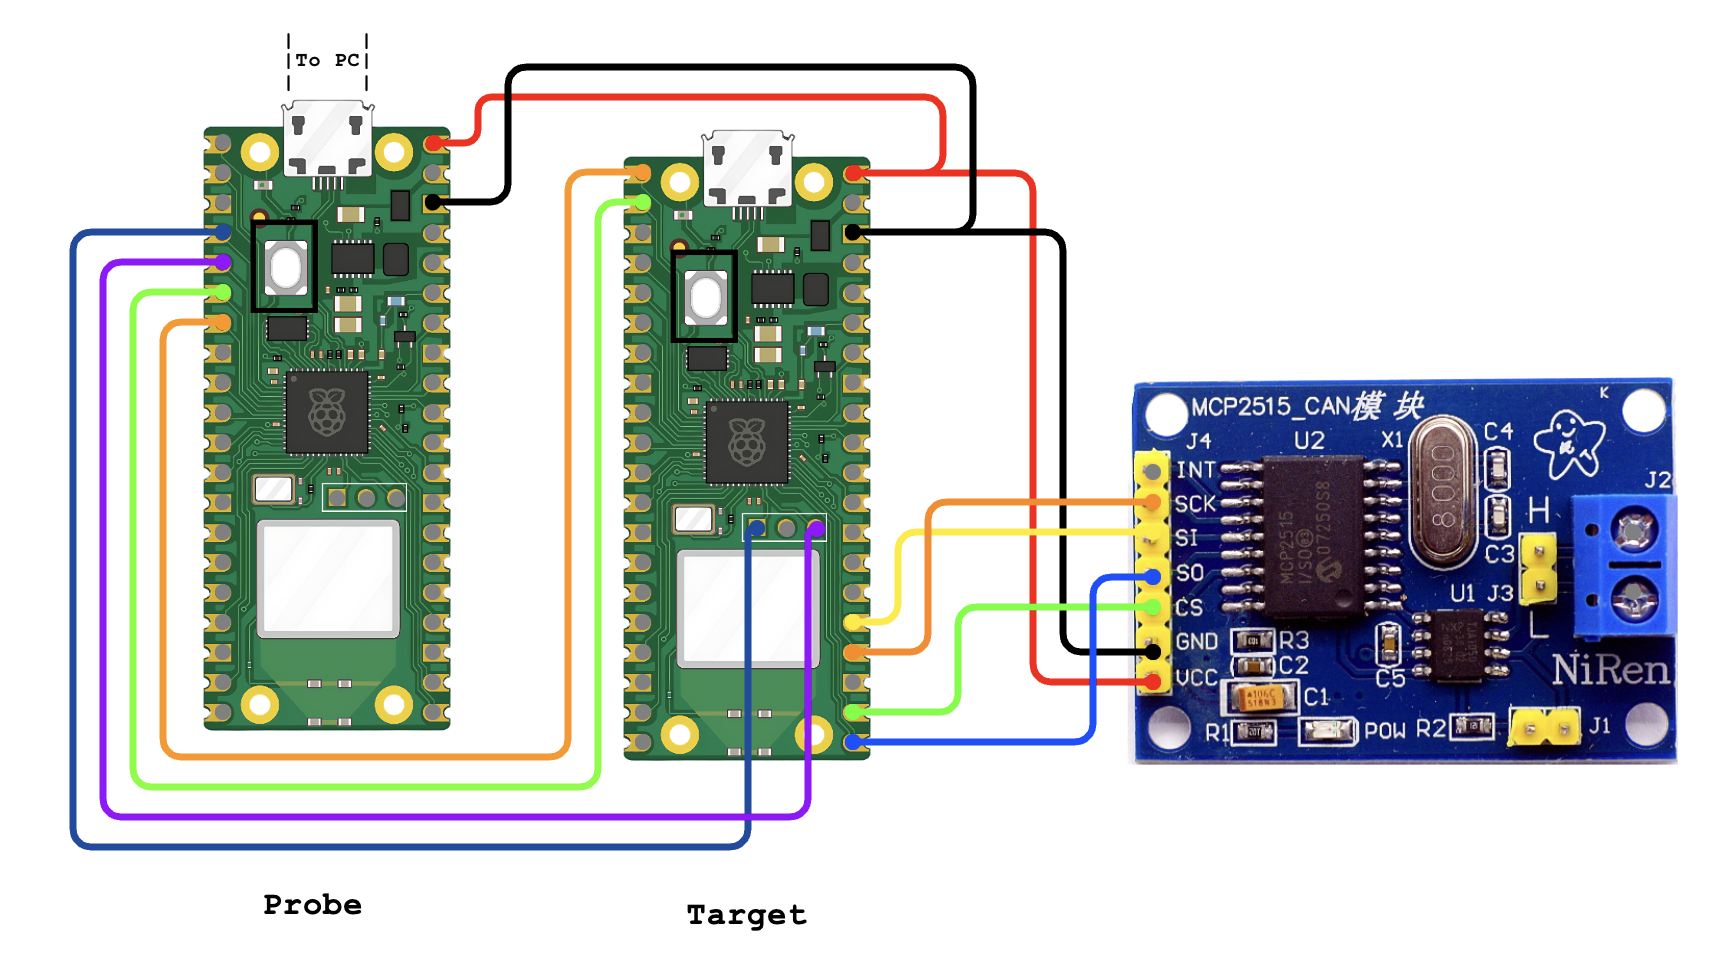 To PC
MCP2515_CAN模块
K
J4
U2
X1
C4
INT
SCK
SI
SO
CS
GND
VCC
MCP2515
I/SO
07250S8
8.000
H
C3
J2
U1
J3
L
R3
C2
C1
C5
NiRen
106C
R1
POW
R2
J1
Probe
Target